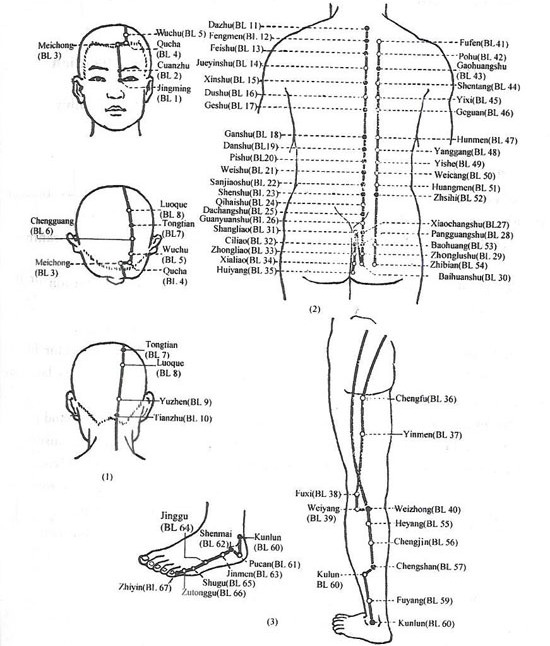 Wuchu(BL 5)
Meichong
(BL 3)
Qucha
(BL 4)
Cuanzhu
(BL 2)
Jingming
(BL 1)
Luoque
(BL 8)
Chengguang
(BL 6)
Tongtian
(BL7)
Wuchu
(BL 5)
Meichong
(BL 3)
Qucha
(BL 4)
Tongtian
(BL 7)
Luoque
(BL 8)
Yuzhen(BL 9)
Tianzhu(BL 10)
(1)
Dazhu(BL 11)
Fengmen(BL. 12)
Feishu(BL 13)
Jueyinshu(BL 14)
Xinshu(BL 15)
Dushu(BL 16)
Geshu(BL 17)
Ganshu(BL 18)
Danshu(BL19)
Pishu(BL20)
Weishu(BL 21)
Sanjiaoshu(BL 22)
Shenshu(BL 23)
Qihaishu(BL 24)
Dachangshu(BL 25)
Guanyuanshu(BL 26)
Shangliao(BL 31)
Ciliao(BL 32)
Zhongliao(BL 33)
Xialiao(BL 34)
Huiyang(BL 35)
Fufen(BL41)
Pohu(BL 42)
Gaohuangshu
(BL 43)
Shentang(BL 44)
Yixi(BL 45)
Geguan(BL 46)
Hunmen(BL 47)
Yanggang(BL 48)
Yishe(BL 49)
Weicang(BL 50)
Huangmen(BL 51)
Zhsihi(BL 52)
Xiaochangshu(BL27)
Pangguangshu(BL 28)
Baohuang(BL 53)
Zhonglushu(BL 29)
Zhibian(BL 54)
Baihuanshu(BL 30)
(2)
Chengfu(BL 36)
Yinmen(BL 37)
Fuxi(BL 38)
Weiyang
(BL 39)
Weizhong(BL 40)
Heyang(BL 55)
Chengjin(BL 56)
Chengshan(BL 57)
Kulun
BL 60)
Fuyang(BL 59)
Kunlun(BL 60)
Jinggu
(BL 64)
Shenmai
(BL 62)
Kunlun
(BL 60)
Pucan(BL 61)
Jinmen(BL 63)
Shugu(BL 65)
Zhiyin(BL 67)
Zutonggu(BL 66)
(3)